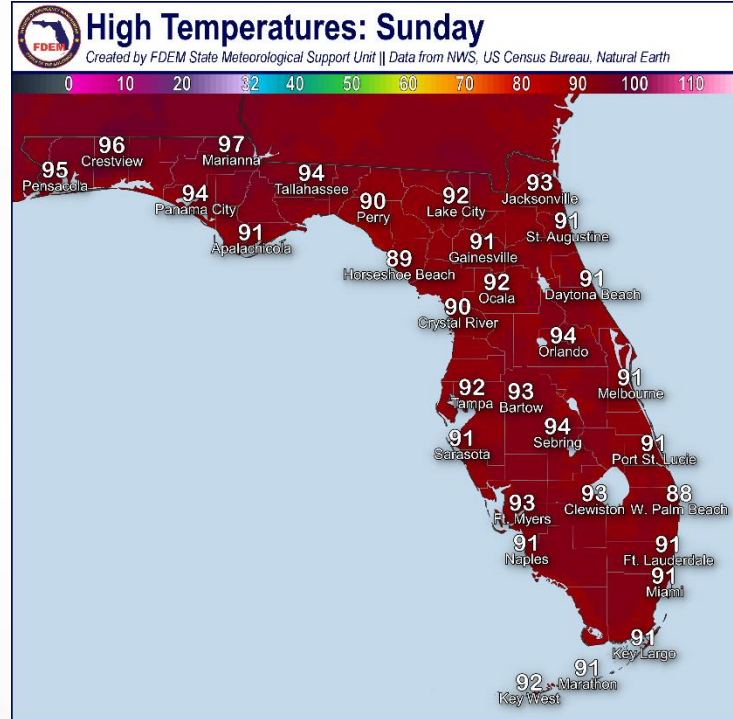 FDEM
High Temperatures: Sunday
Created by FDEM State Meteorological Support Unit || Data from NWS, US Census Bureau, Natural Earth
0 10 20 32 40 50 60 70 80 90 100 110
96
Crestview
97
Marianna
95
Pensacola
94
Tallahassee
94
Panama City
90
Perry
92
Lake City
93
Jacksonville
91
Apalachicola
91
St. Augustine
91
Gainesville
89
Horseshoe Beach
92
Ocala
91
Daytona Beach
90
Crystal River
94
Orlando
91
Melbourne
92
Tampa
93
Bartow
94
Sebring
91
Sarasota
91
Port St. Lucie
93
Ft. Myers
93
Clewiston
88
W. Palm Beach
91
Naples
91
Ft. Lauderdale
91
Miami
91
Key Largo
91
Marathon
92
Key West